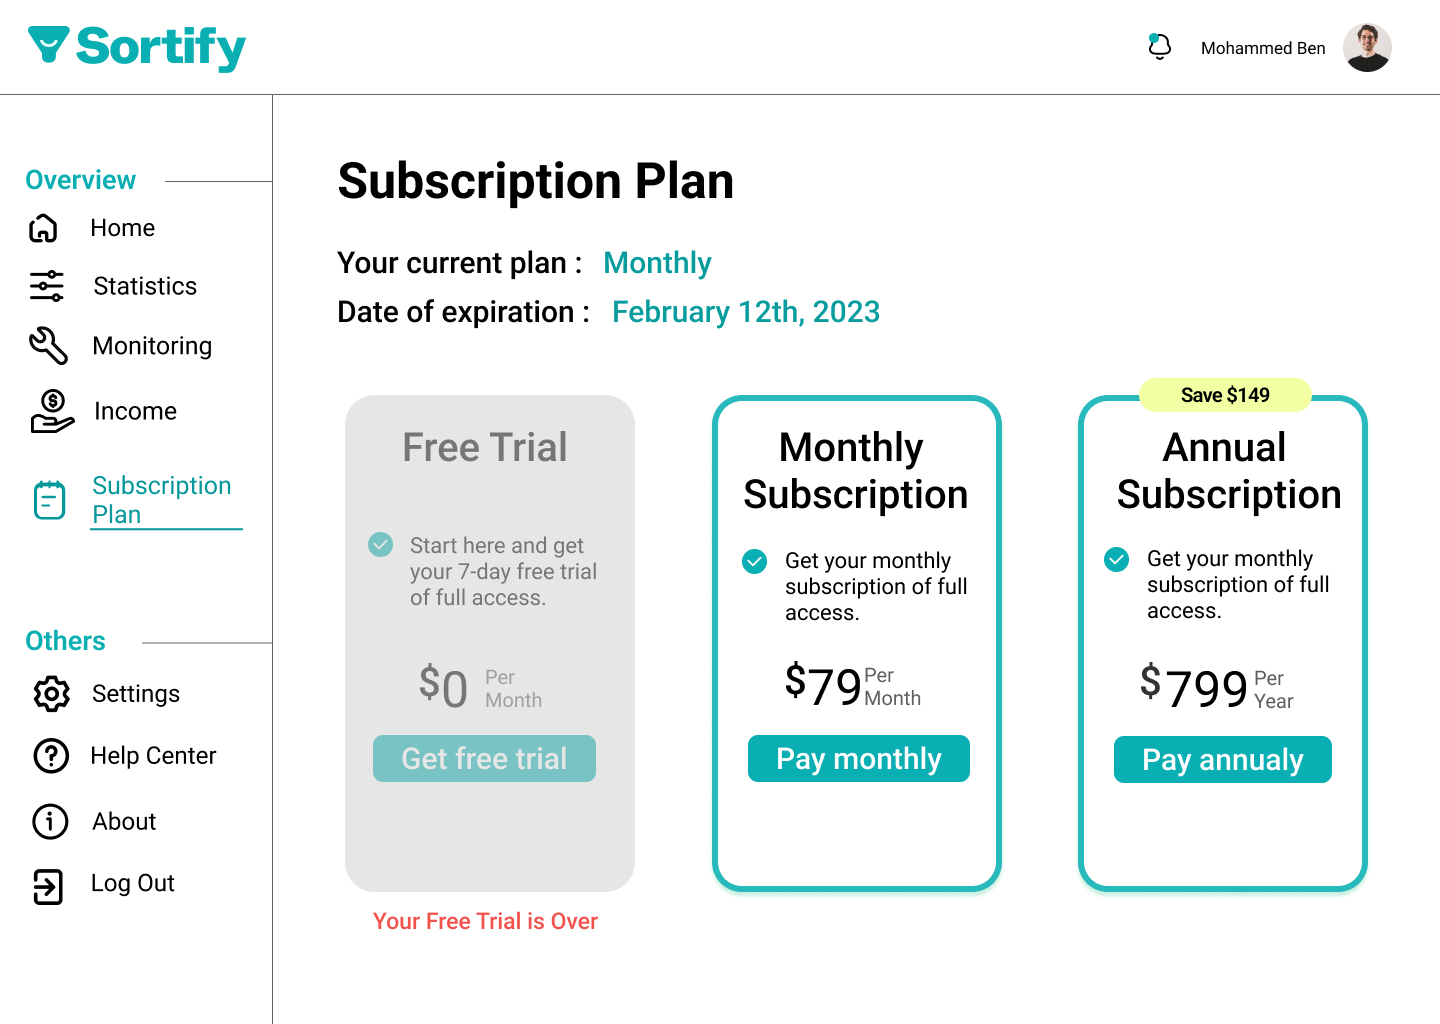 Sortify
Mohammed Ben
Overview
Home
Statistics
Monitoring
Income
Subscription
Plan
Others
Settings
Help Center
About
Log Out
Subscription Plan
Your current plan : Monthly
Date of expiration : February 12th, 2023
Free Trial
Start here and get
your 7-day free trial
of full access.
$0 Per
Month
Get free trial
Your Free Trial is Over
Monthly
Subscription
Get your monthly
subscription of full
access.
$79 Per
Month
Pay monthly
Save $149
Annual
Subscription
Get your monthly
subscription of full
access.
$799 Per
Year
Pay annualy